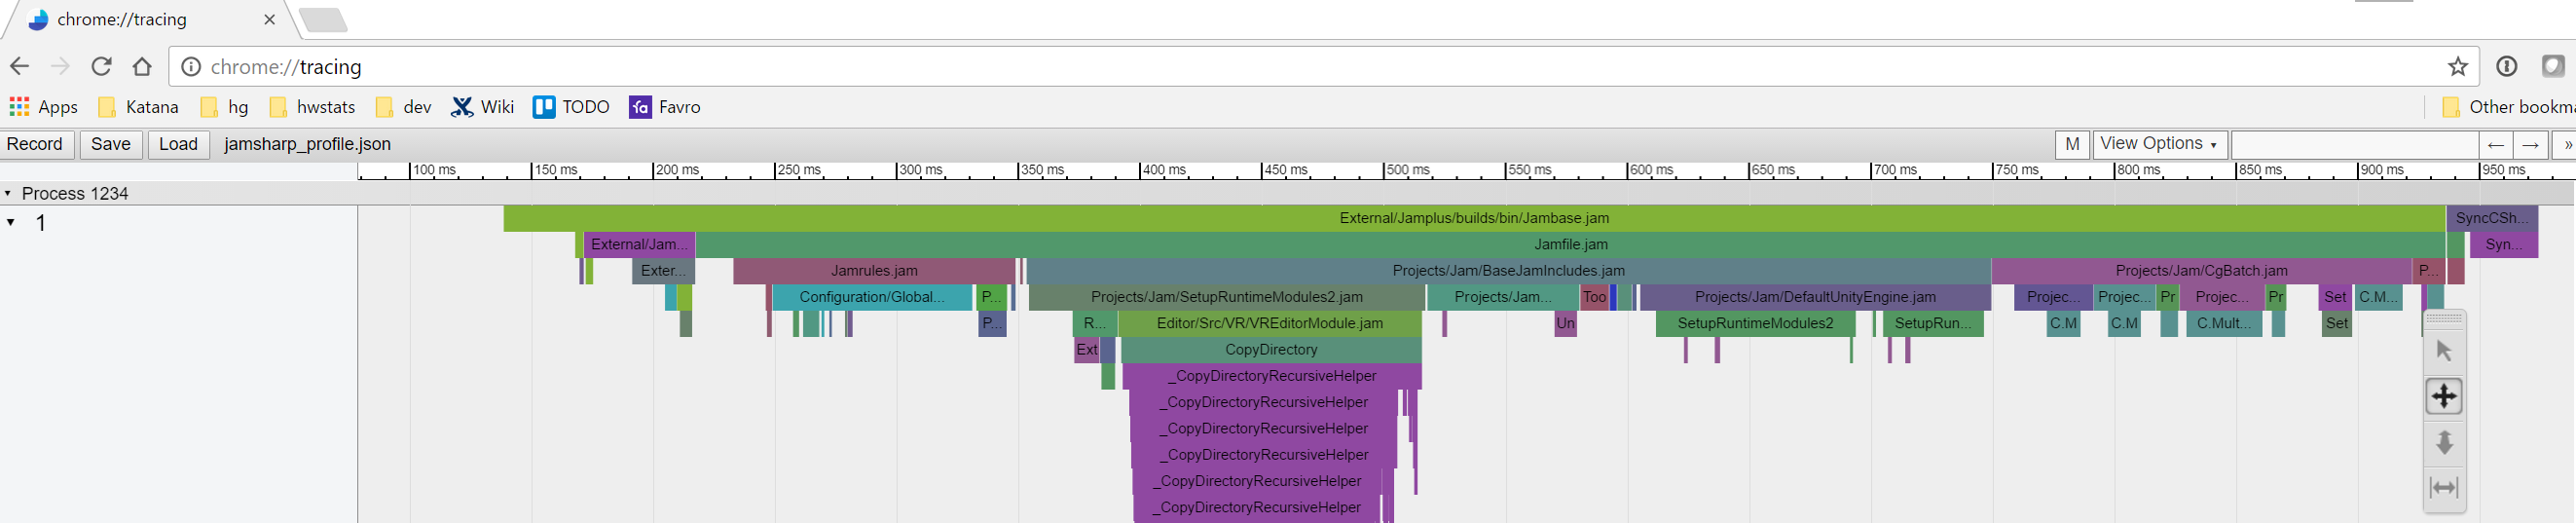 chrome://tracing
chrome://tracing
Apps Katana hg hwstats dev Wiki TODO Favro Other bookma
Record Save Load jamsharp_profile.json M View Options
100 ms 150 ms 200 ms 250 ms 300 ms 350 ms 400 ms 450 ms 500 ms 550 ms 600 ms 650 ms 700 ms 750 ms 800 ms 850 ms 900 ms 950 ms
Process 1234
1 External/Jamplus/builds/bin/Jambase.jam SyncCSh...
External/Jam... Jamfile.jam Syn...
Exter... Jamrules.jam Projects/Jam/BaseJamIncludes.jam Projects/Jam/CgBatch.jam P...
Configuration/Global... P... Projects/Jam/SetupRuntimeModules2.jam Projects/Jam... Too Projects/Jam/DefaultUnityEngine.jam Projec... Projec... Pr Projec... Pr Set C.M...
P... R... Editor/Src/VR/VREditorModule.jam Un SetupRuntimeModules2 SetupRun... C.M C.M C.Mult... Set
Ext CopyDirectory
_CopyDirectoryRecursiveHelper
_CopyDirectoryRecursiveHelper
_CopyDirectoryRecursiveHelper
_CopyDirectoryRecursiveHelper
_CopyDirectoryRecursiveHelper
_CopyDirectoryRecursiveHelper